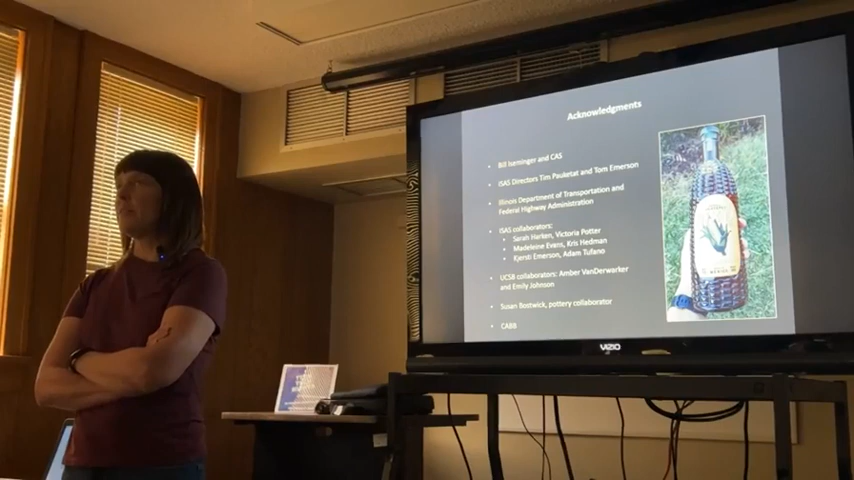 Acknowledgments
• Bill Iseminger and CAS
• ISAS Directors Tim Pauketat and Tom Emerson
• Illinois Department of Transportation and
Federal Highway Administration
• ISAS collaborators:
• Sarah Harken, Victoria Potter
• Madeleine Evans, Kris Hedman
• Kjersti Emerson, Adam Tufano
• UCSB collaborators: Amber VanDerwarker
and Emily Johnson
• Susan Bostwick, pottery collaborator
• CABB
VIZIO